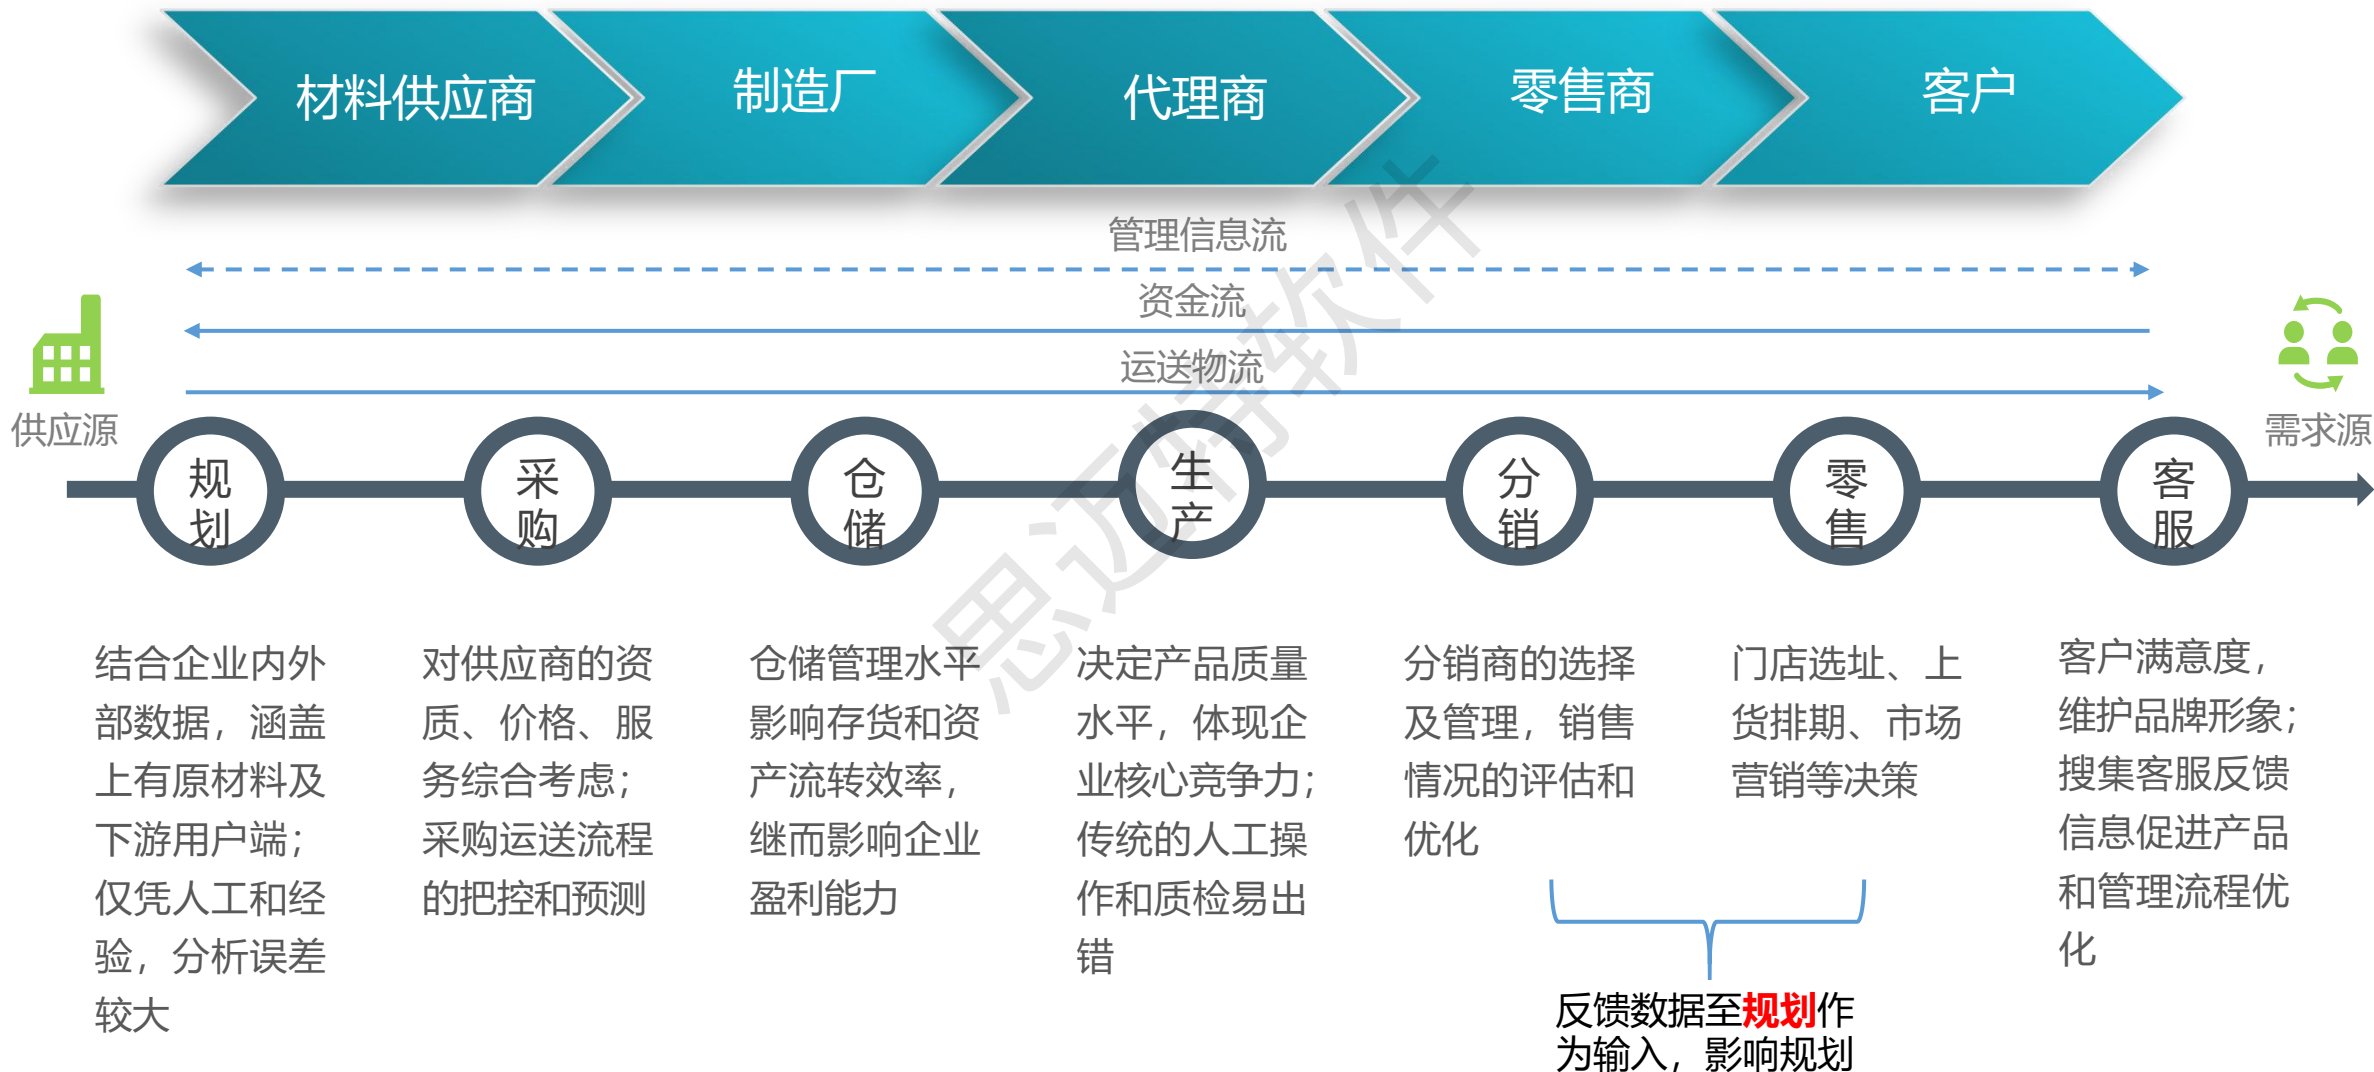 材料供应商
制造厂
代理商
零售商
客户
管理信息流
资金流
运送物流
供应源
需求源
规
划
采
购
仓
储
生
产
分
销
零
售
客
服
结合企业内外
部数据，涵盖
上有原材料及
下游用户端；
仅凭人工和经
验，分析误差
较大
对供应商的资
质、价格、服
务综合考虑；
采购运送流程
的把控和预测
仓储管理水平
影响存货和资
产流转效率，
继而影响企业
盈利能力
决定产品质量
水平，体现企
业核心竞争力；
传统的人工操
作和质检易出
错
分销商的选择
及管理，销售
情况的评估和
优化
门店选址、上
货排期、市场
营销等决策
客户满意度，
维护品牌形象；
搜集客服反馈
信息促进产品
和管理流程优
化
反馈数据至规划作
为输入，影响规划
思迈特软件